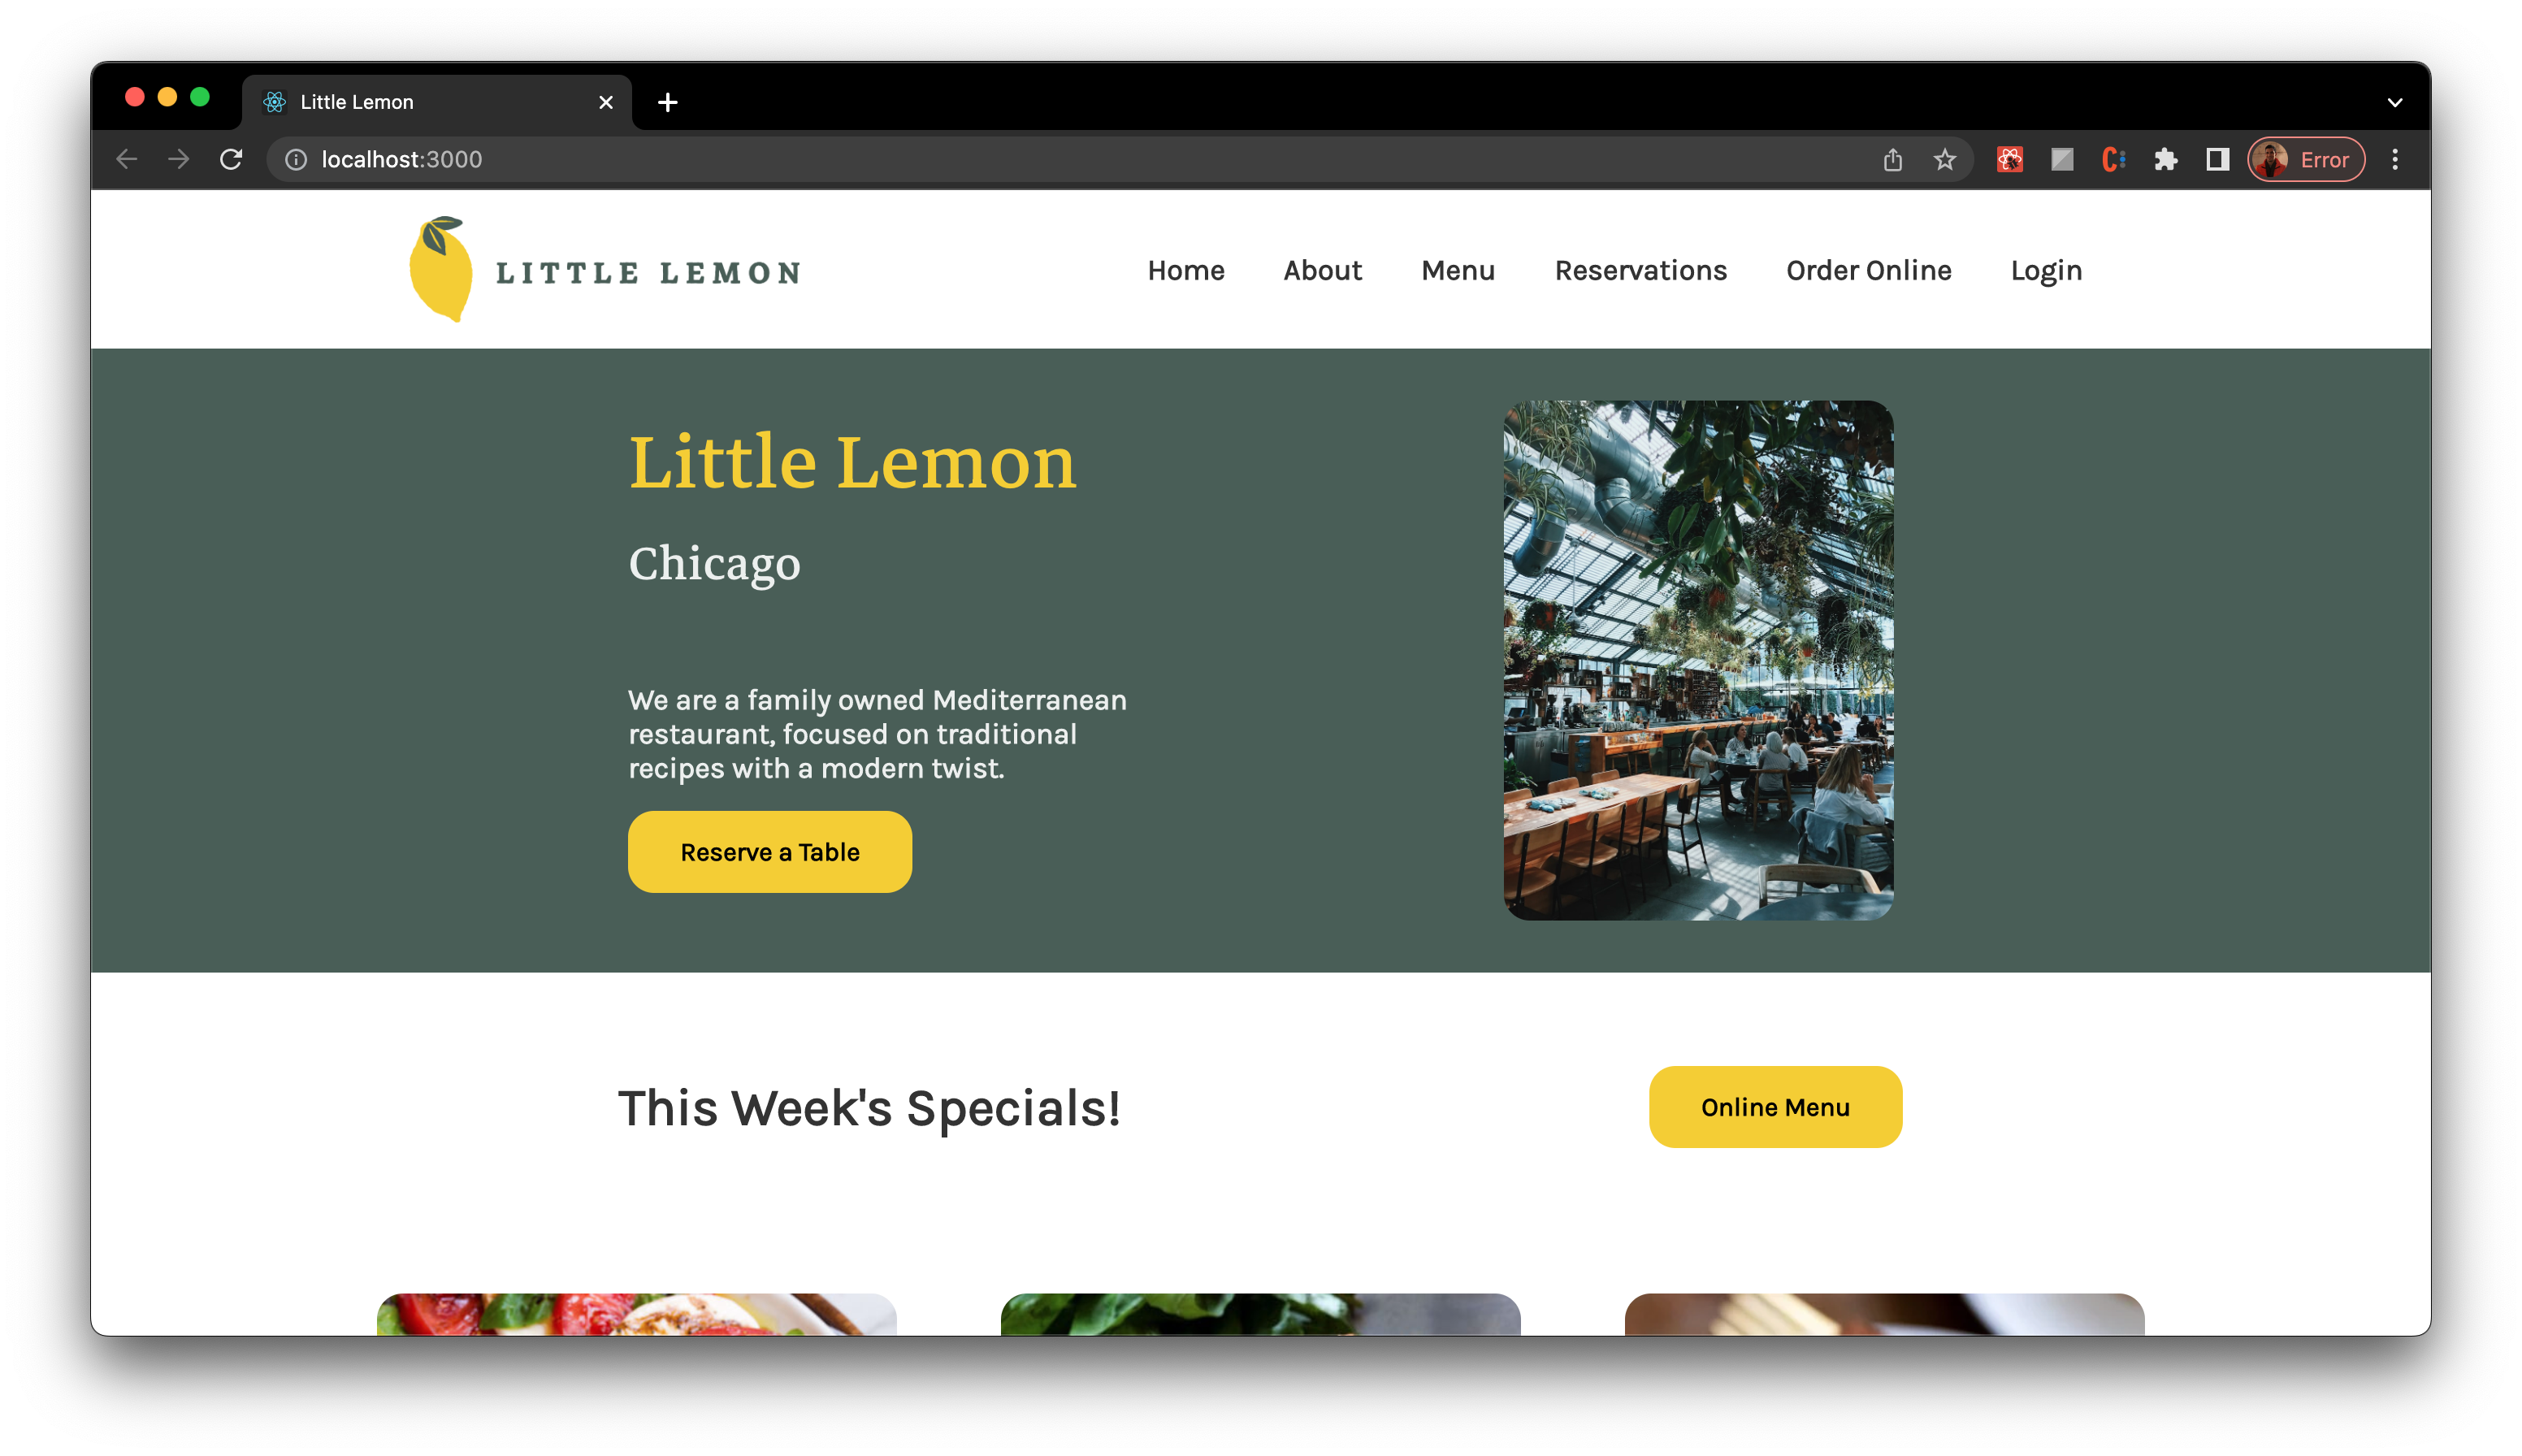 Little Lemon
localhost:3000
Error
LITTLE LEMON
Home About Menu Reservations Order Online Login
Little Lemon
Chicago
We are a family owned Mediterranean
restaurant, focused on traditional
recipes with a modern twist.
Reserve a Table
This Week's Specials!
Online Menu